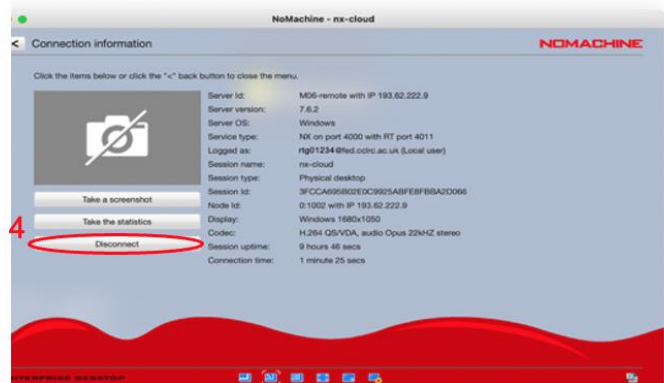 NoMachine - nx-cloud
< Connection information
NOMACHINE
Click the items below or click the "<" back button to close the menu.
Server Id: M06-remote with IP 193.62.222.9
Server version: 7.6.2
Server OS: Windows
Service type: NX on port 4000 with RT port 4011
Logged as: rtg01234@fed.cclrc.ac.uk (Local user)
Session name: nx-cloud
Session type: Physical desktop
Session Id: 3FCCA695B02E0C9925ABFE8FBBA2D066
Node Id: 0:1002 with IP 193.62.222.9
Display: Windows 1680x1050
Codec: H.264 QS/VDA, audio Opus 22kHZ stereo
Session uptime: 9 hours 46 secs
Connection time: 1 minute 25 secs
Take a screenshot
Take the statistics
4
Disconnect
NTERPRISE DESKTOP